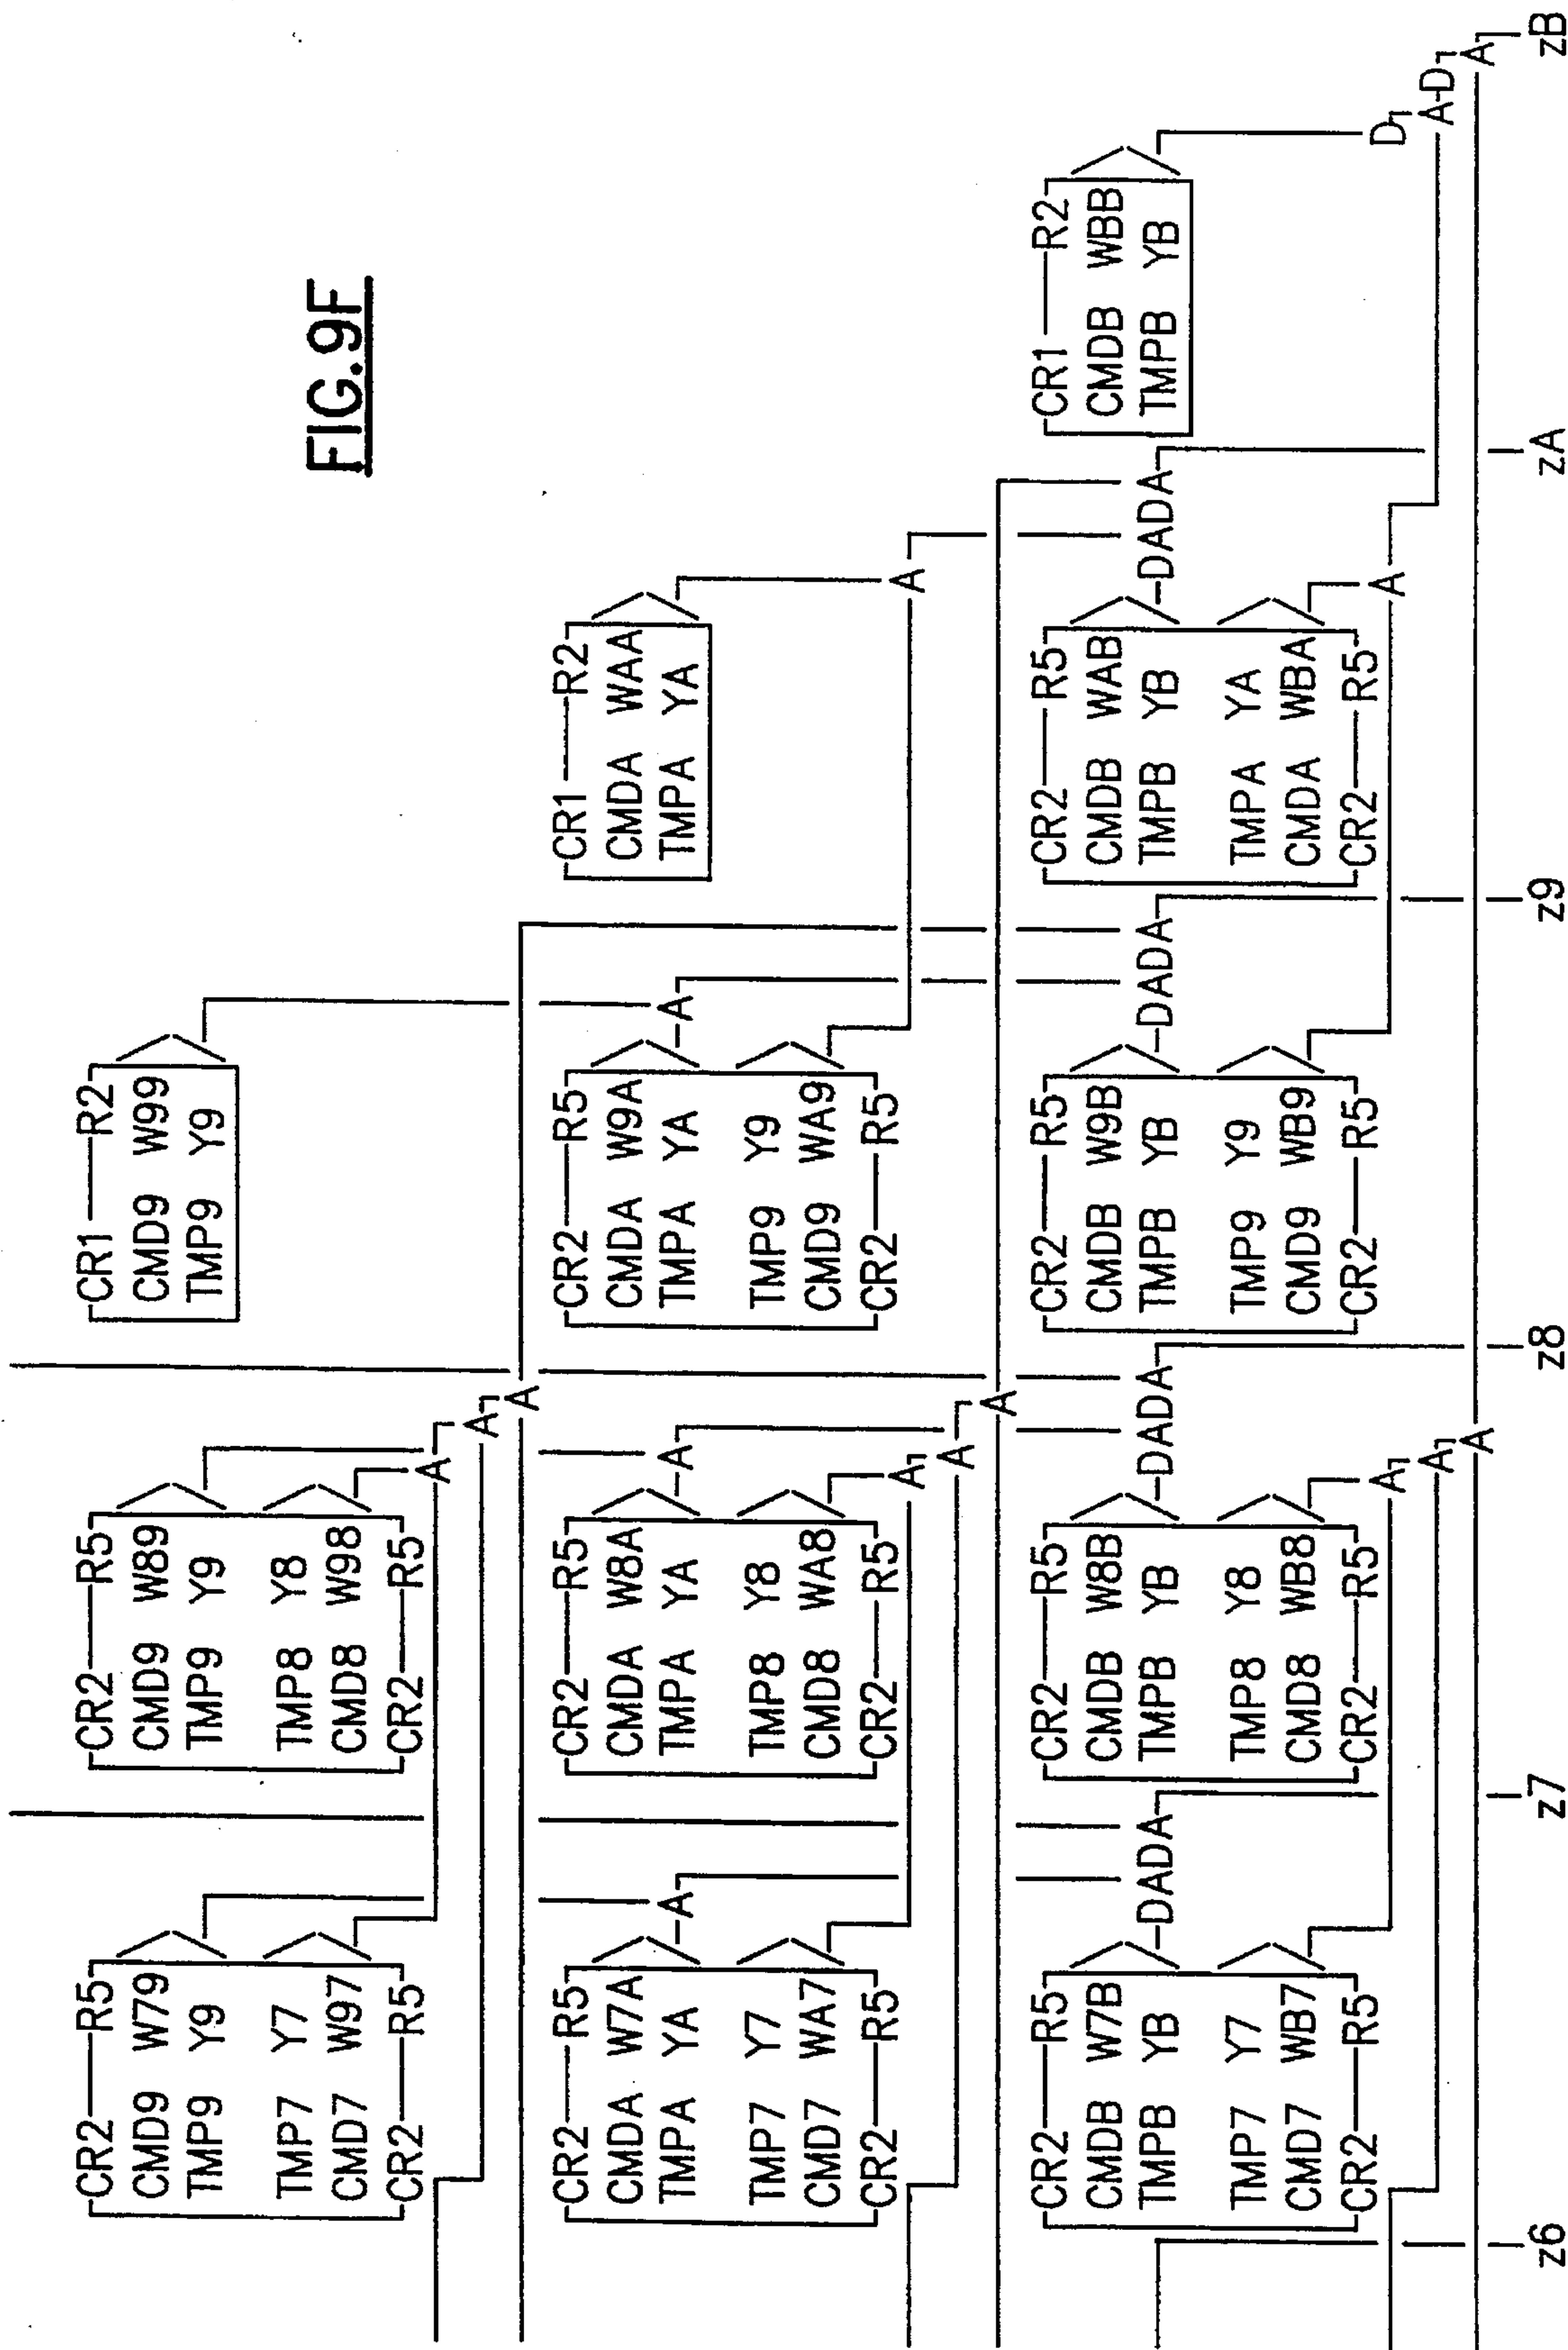 CR2 R5 CR2 R5 CR1 R2
CMD9 W79 CMD9 W89 CMD9 W99
TMP9 Y9 TMP9 Y9 TMP9 Y9
TMP7 Y7 TMP8 Y8
FIG.9F
CMD7 W97 CMD8 W98
CR2 R5 CR2 R5
A
A
A
CR2 R5 CR2 R5 CR2 R5 CR1 R2
CMDA W7A CMDA W8A CMDA W9A CMDA WAA
TMPA YA A TMPA YA A TMPA YA A TMPA YA
TMP7 Y7 TMP8 Y8 TMP9 Y9
CMD7 WA7 CMD8 WA8 CMD9 WA9
CR2 R5 CR2 R5 CR2 R5
A A
A
A
CR2 R5 CR2 R5 CR2 R5 CR2 R5 CR1 R2
CMDB W7B CMDB W8B CMDB W9B CMDB WAB CMDB WBB
TMPB YB DADA TMPB YB DADA TMPB YB DADA TMPB YB DADA TMPB YB
TMP7 Y7 TMP8 Y8 TMP9 Y9 TMPA YA
CMD7 WB7 CMD8 WB8 CMD9 WB9 CMDA WBA
CR2 R5 CR2 R5 CR2 R5 CR2 R5
A A D
A A D
A A
z6 z7 z8 z9 zA zB